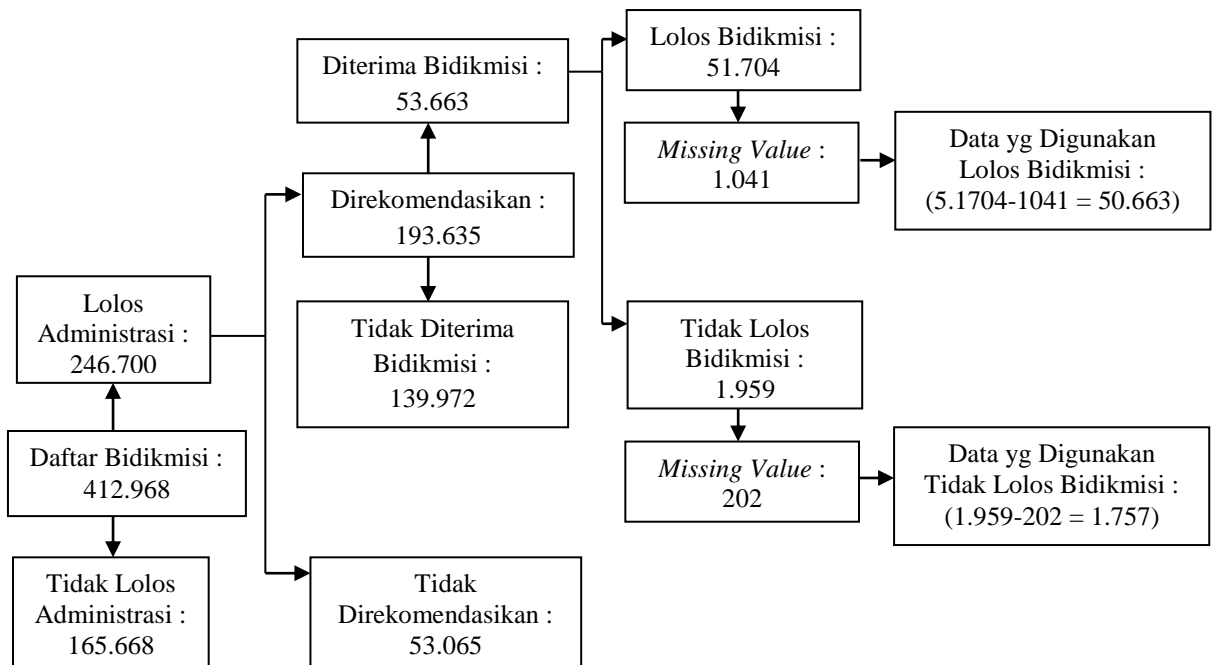 Lolos Bidikmisi :
51.704
Diterima Bidikmisi :
53.663
Missing Value :
1.041
Data yg Digunakan
Lolos Bidikmisi :
(5.1704-1041 = 50.663)
Direkomendasikan :
193.635
Lolos
Administrasi :
246.700
Tidak Diterima
Bidikmisi :
139.972
Tidak Lolos
Bidikmisi :
1.959
Daftar Bidikmisi :
412.968
Missing Value :
202
Data yg Digunakan
Tidak Lolos Bidikmisi :
(1.959-202 = 1.757)
Tidak Lolos
Administrasi :
165.668
Tidak
Direkomendasikan :
53.065